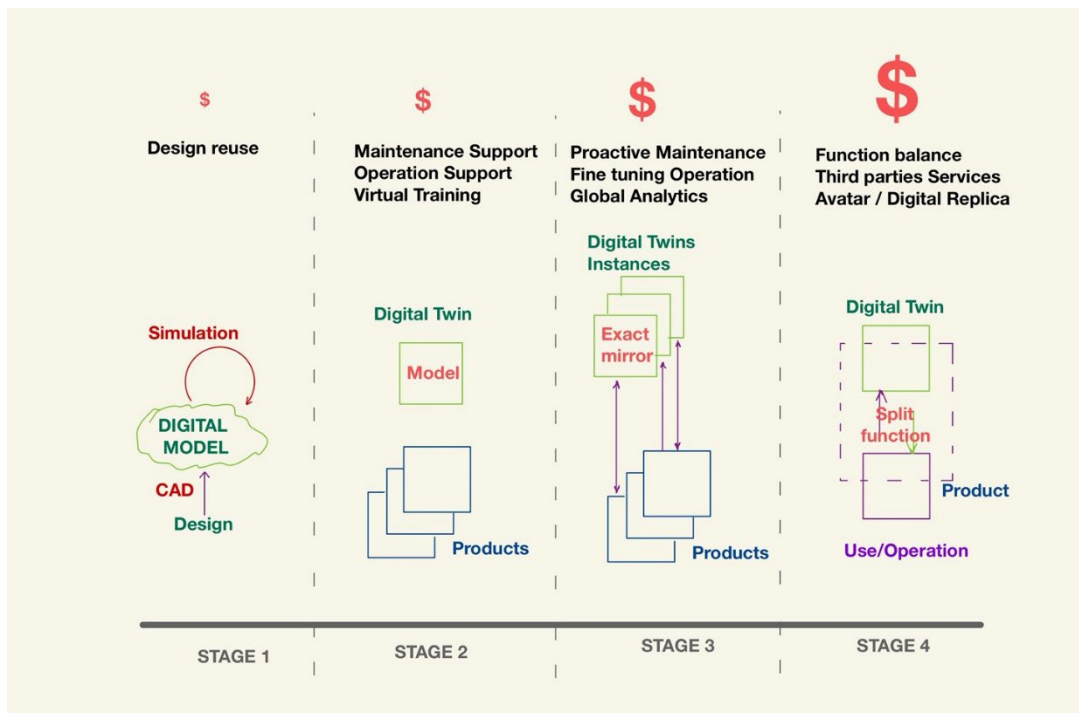 $
Design reuse
Simulation
DIGITAL
MODEL
CAD
Design
STAGE 1
$
Maintenance Support
Operation Support
Virtual Training
Digital Twin
Model
Products
STAGE 2
$
Proactive Maintenance
Fine tuning Operation
Global Analytics
Digital Twins
Instances
Exact
mirror
Products
STAGE 3
$
Function balance
Third parties Services
Avatar / Digital Replica
Digital Twin
Split
function
Product
Use/Operation
STAGE 4